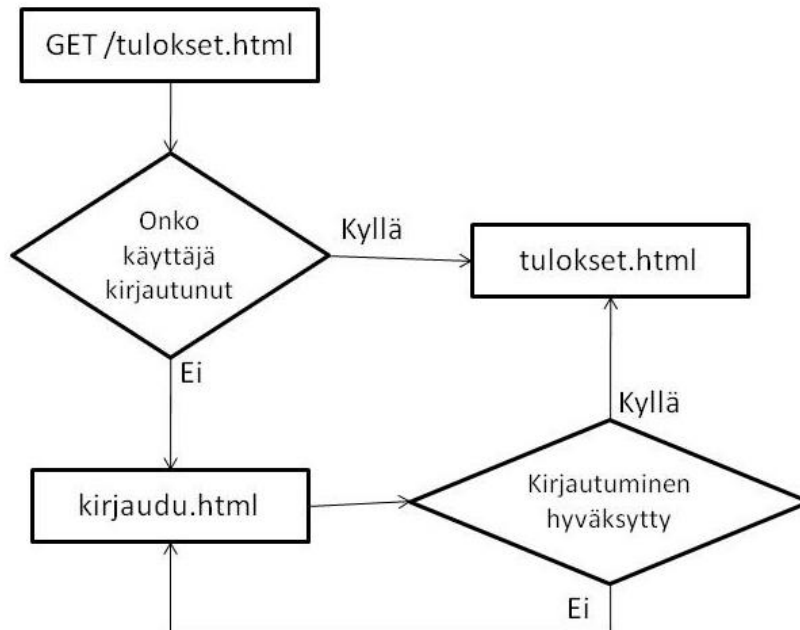 GET /tulokset.html
Onko
käyttäjä
kirjautunut
Kyllä
tulokset.html
Ei
Kyllä
kirjaudu.html
Kirjautuminen
hyväksytty
Ei